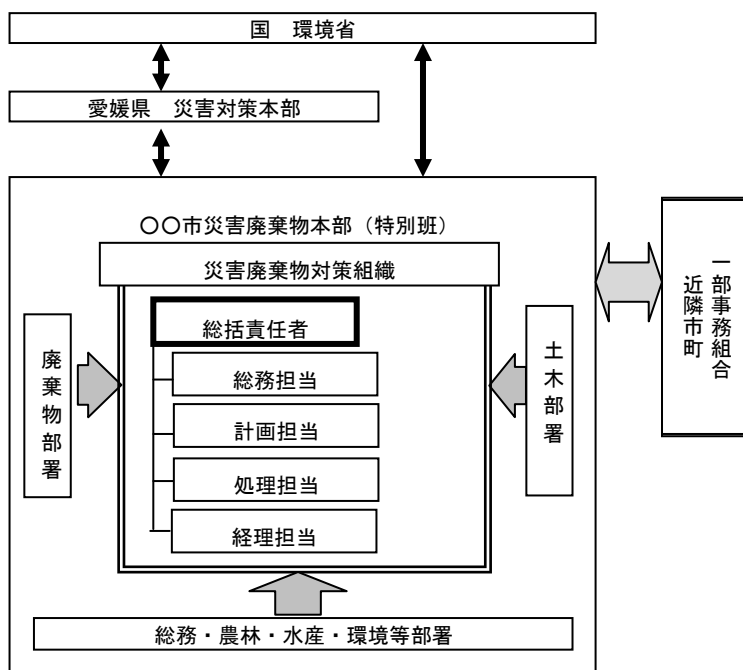 国　環境省
愛媛県　災害対策本部
〇〇市災害廃棄物本部（特別班）
災害廃棄物対策組織
総括責任者
総務担当
計画担当
処理担当
経理担当
廃棄物部署
土木部署
総務・農林・水産・環境等部署
一部事務組合
近隣市町